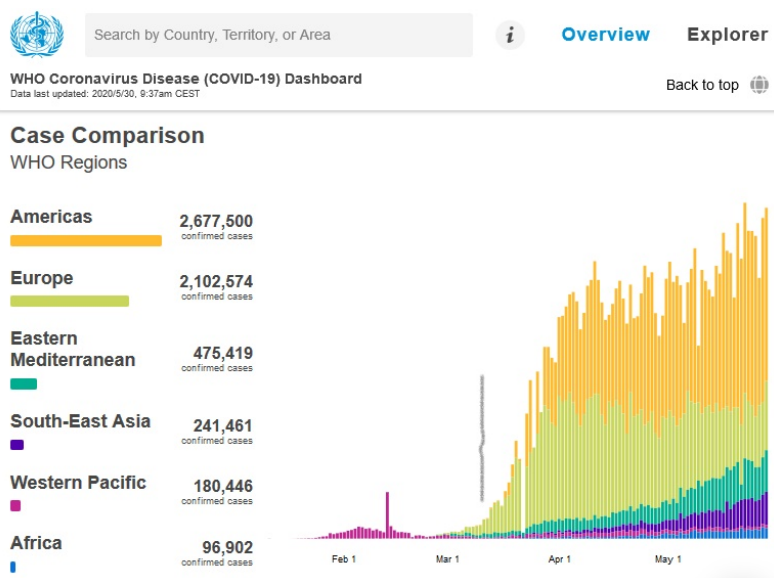 Search by Country, Territory, or Area
i
Overview
Explorer
WHO Coronavirus Disease (COVID-19) Dashboard
Data last updated: 2020/5/30, 9:37am CEST
Back to top
Case Comparison
WHO Regions
Americas
2,677,500
confirmed cases
Europe
2,102,574
confirmed cases
Eastern
Mediterranean
475,419
confirmed cases
South-East Asia
241,461
confirmed cases
Western Pacific
180,446
confirmed cases
Africa
96,902
confirmed cases
Feb 1
Mar 1
Apr 1
May 1